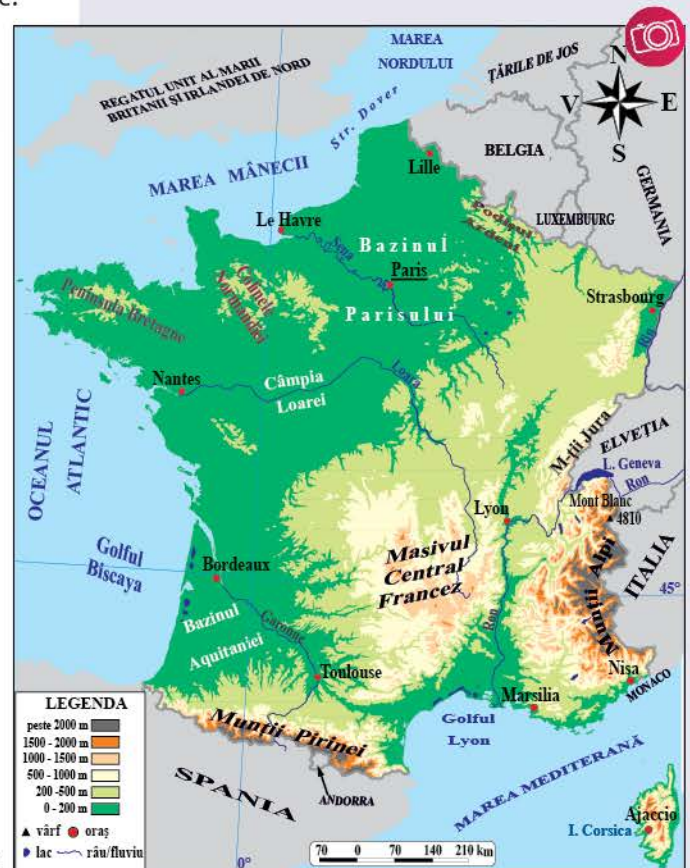 MAREA
NORDULUI
ȚĂRILE DE JOS
N
V
E
S
REGATUL UNIT AL MARII
BRITANII ȘI IRLANDEI DE NORD
Str. Dover
BELGIA
GERMANIA
Lille
MAREA MÂNECII
LUXEMBUURG
Podișul
Ardeni
Le Havre
Sena
Bazinul
Paris
Parisului
Colinele
Normandiei
Peninsula Bretagne
Strasbourg
Rin
Nantes
Câmpia
Loarei
Loara
OCEANUL
ATLANTIC
M-ții Jura
ELVEȚIA
L. Geneva
Ron
Mont Blanc
4810
Lyon
Masivul
Central
Francez
Munții Alpi
ITALIA
Golful
Biscaya
Bordeaux
45°
Bazinul
Aquitaniei
Garonne
Ron
Toulouse
Nisa
MONACO
Marsilia
Golful
Lyon
Munții Pirinei
MAREA MEDITERANĂ
SPANIA
ANDORRA
Ajaccio
I. Corsica
LEGENDA
peste 2000 m
1500 - 2000 m
1000 - 1500 m
500 - 1000 m
200 -500 m
0 - 200 m
vârf
oraș
lac
râu/fluviu
0°
70 0 70 140 210 km